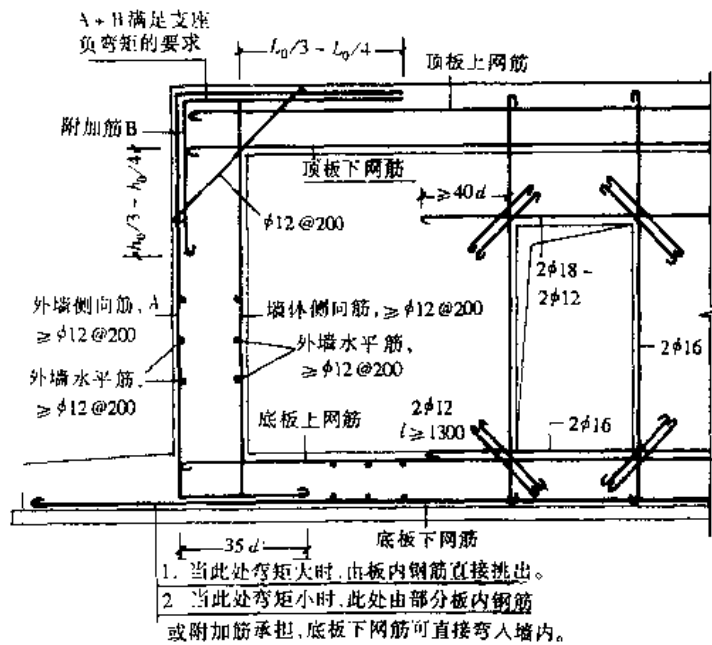 A + B满足支座
负弯矩的要求
L₀/3 ~ L₀/4
顶板上网筋
附加筋B
顶板下网筋
h₀/3 ~ h₀/4
≥40d
φ12@200
2φ18 ~
2φ12
外墙侧向筋, A
≥φ12@200
墙体侧向筋, ≥φ12@200
外墙水平筋,
≥φ12@200
2φ16
外墙水平筋,
≥φ12@200
2φ12
l≥1300
底板上网筋
2φ16
底板下网筋
35d
1. 当此处弯矩大时,由板内钢筋直接挑出。
2 当此处弯矩小时,此处由部分板内钢筋
或附加筋承担,底板下网筋可直接弯入墙内。